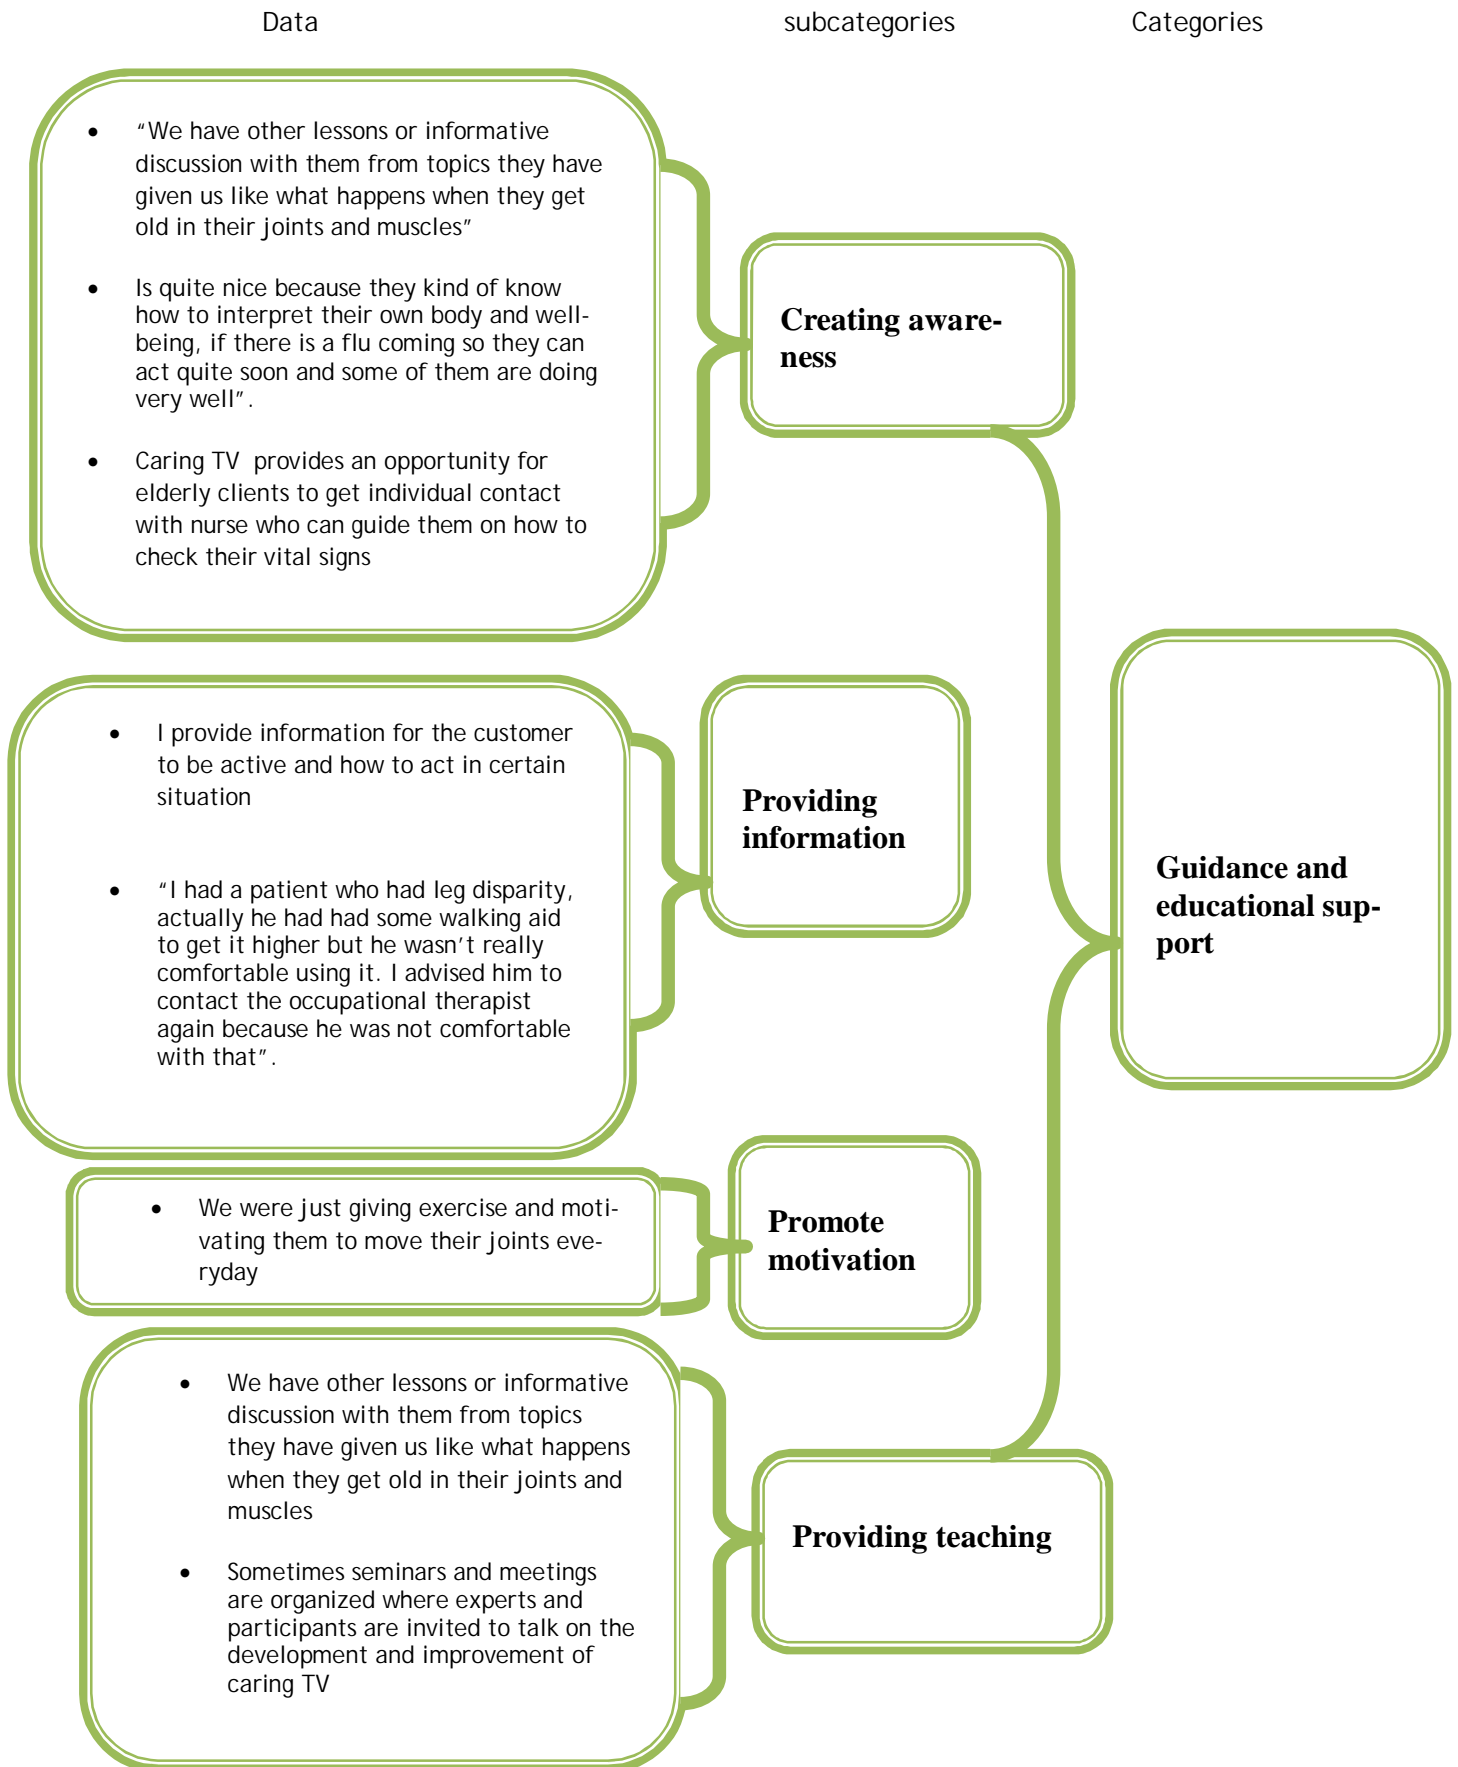 Data subcategories Categories
• “We have other lessons or informative
discussion with them from topics they have
given us like what happens when they get
old in their joints and muscles”
• Is quite nice because they kind of know
how to interpret their own body and well-
being, if there is a flu coming so they can
act quite soon and some of them are doing
very well”.
• Caring TV provides an opportunity for
elderly clients to get individual contact
with nurse who can guide them on how to
check their vital signs
Creating aware-
ness
• I provide information for the customer
to be active and how to act in certain
situation
• “I had a patient who had leg disparity,
actually he had had some walking aid
to get it higher but he wasn’t really
comfortable using it. I advised him to
contact the occupational therapist
again because he was not comfortable
with that”.
Providing
information
Guidance and
educational sup-
port
• We were just giving exercise and moti-
vating them to move their joints eve-
ryday
Promote
motivation
• We have other lessons or informative
discussion with them from topics
they have given us like what happens
when they get old in their joints and
muscles
• Sometimes seminars and meetings
are organized where experts and
participants are invited to talk on the
development and improvement of
caring TV
Providing teaching